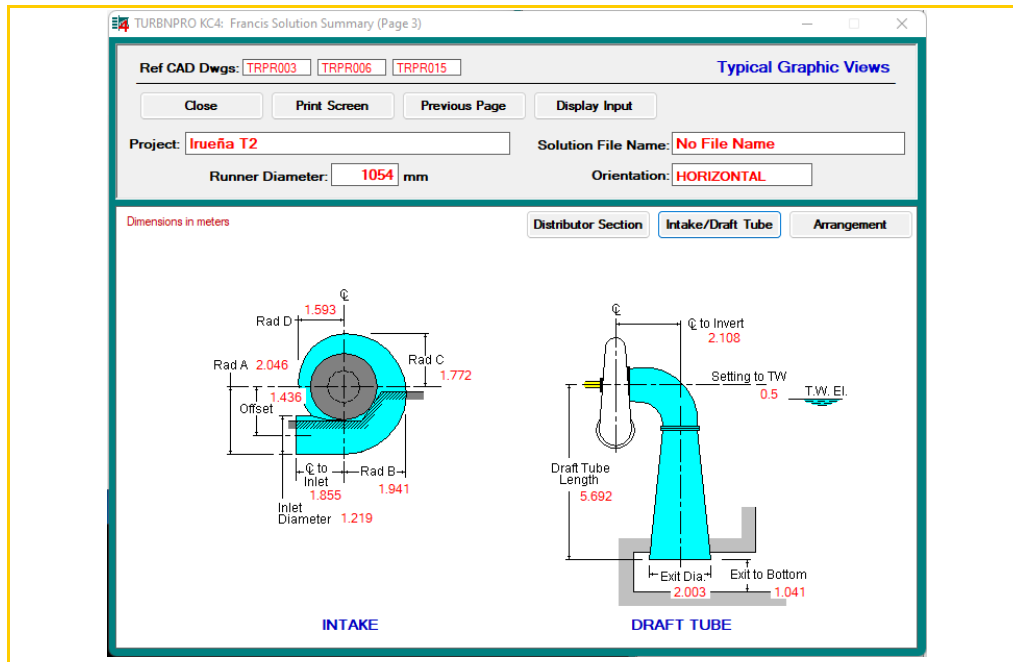 TURBNPRO KC4: Francis Solution Summary (Page 3)
Ref CAD Dwgs: TRPR003 TRPR006 TRPR015 Typical Graphic Views
Close Print Screen Previous Page Display Input
Project: Irueña T2 Solution File Name: No File Name
Runner Diameter: 1054 mm Orientation: HORIZONTAL
Dimensions in meters Distributor Section Intake/Draft Tube Arrangement
℄
1.593
Rad D
Rad A 2.046
Rad C
1.772
1.436
Offset
℄ to
Inlet
1.855
Rad B
1.941
Inlet
Diameter 1.219
INTAKE
℄
℄ to Invert
2.108
Setting to TW
0.5
T.W. El.
Draft Tube
Length
5.692
Exit Dia.
2.003
Exit to Bottom
1.041
DRAFT TUBE